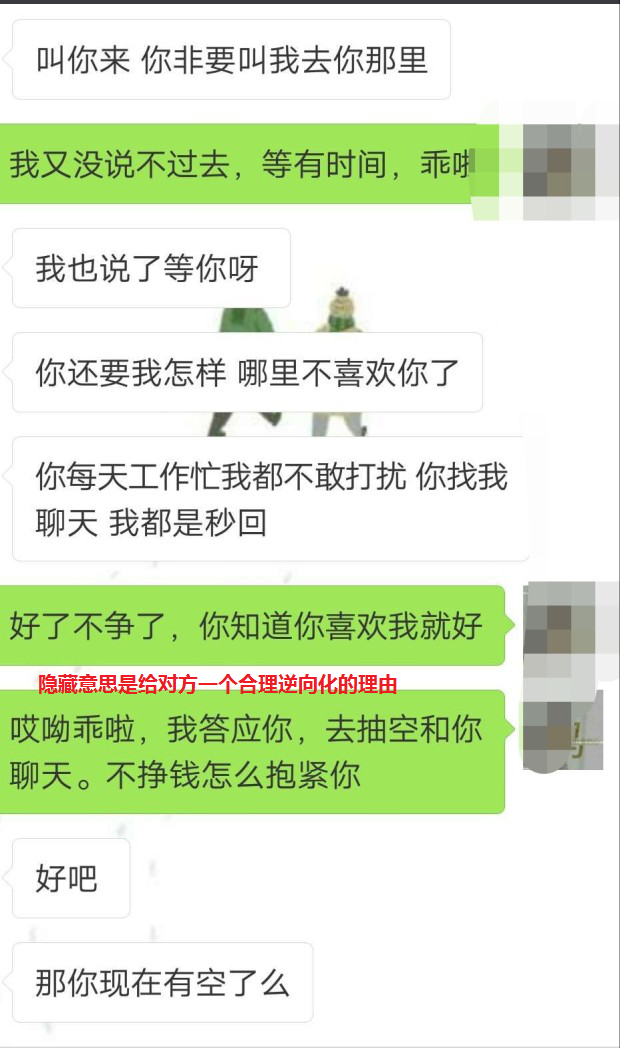 叫你来 你非要叫我去你那里
我又没说不过去，等有时间，乖啦
我也说了等你呀
你还要我怎样 哪里不喜欢你了
你每天工作忙我都不敢打扰 你找我
聊天 我都是秒回
好了不争了，你知道你喜欢我就好
隐藏意思是给对方一个合理逆向化的理由
哎呦乖啦，我答应你，去抽空和你
聊天。不挣钱怎么抱紧你
好吧
那你现在有空了么